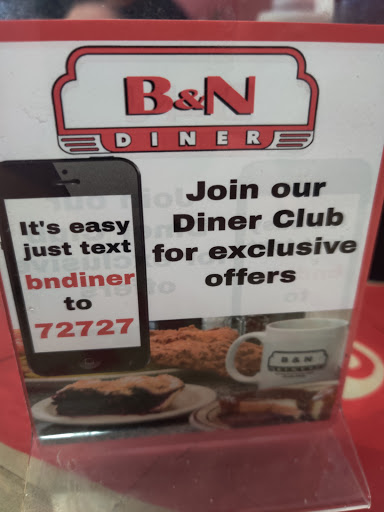 B&N
DINER
It's easy
just text
bndiner
to
72727
Join our
Diner Club
for exclusive
offers
B & N